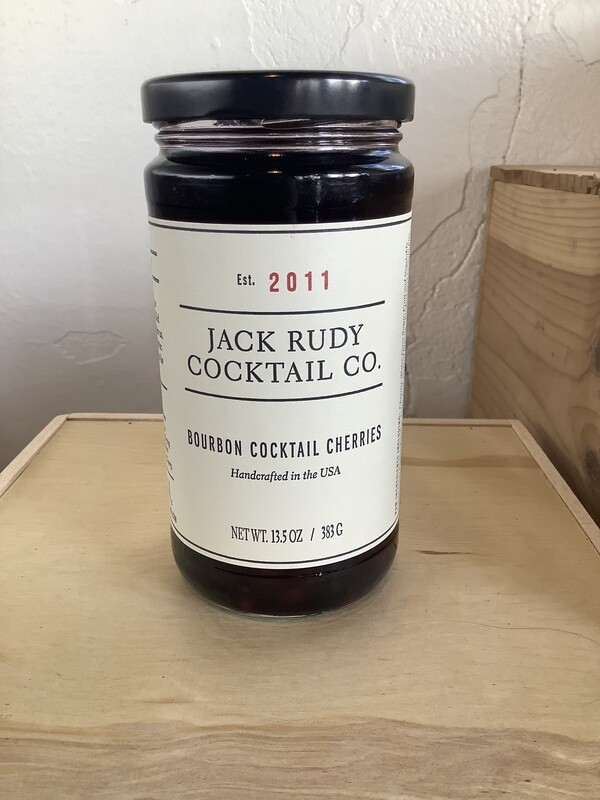 Est. 2011
JACK RUDY
COCKTAIL CO.
BOURBON COCKTAIL CHERRIES
Handcrafted in the USA
NET WT. 13.5 OZ / 383 G